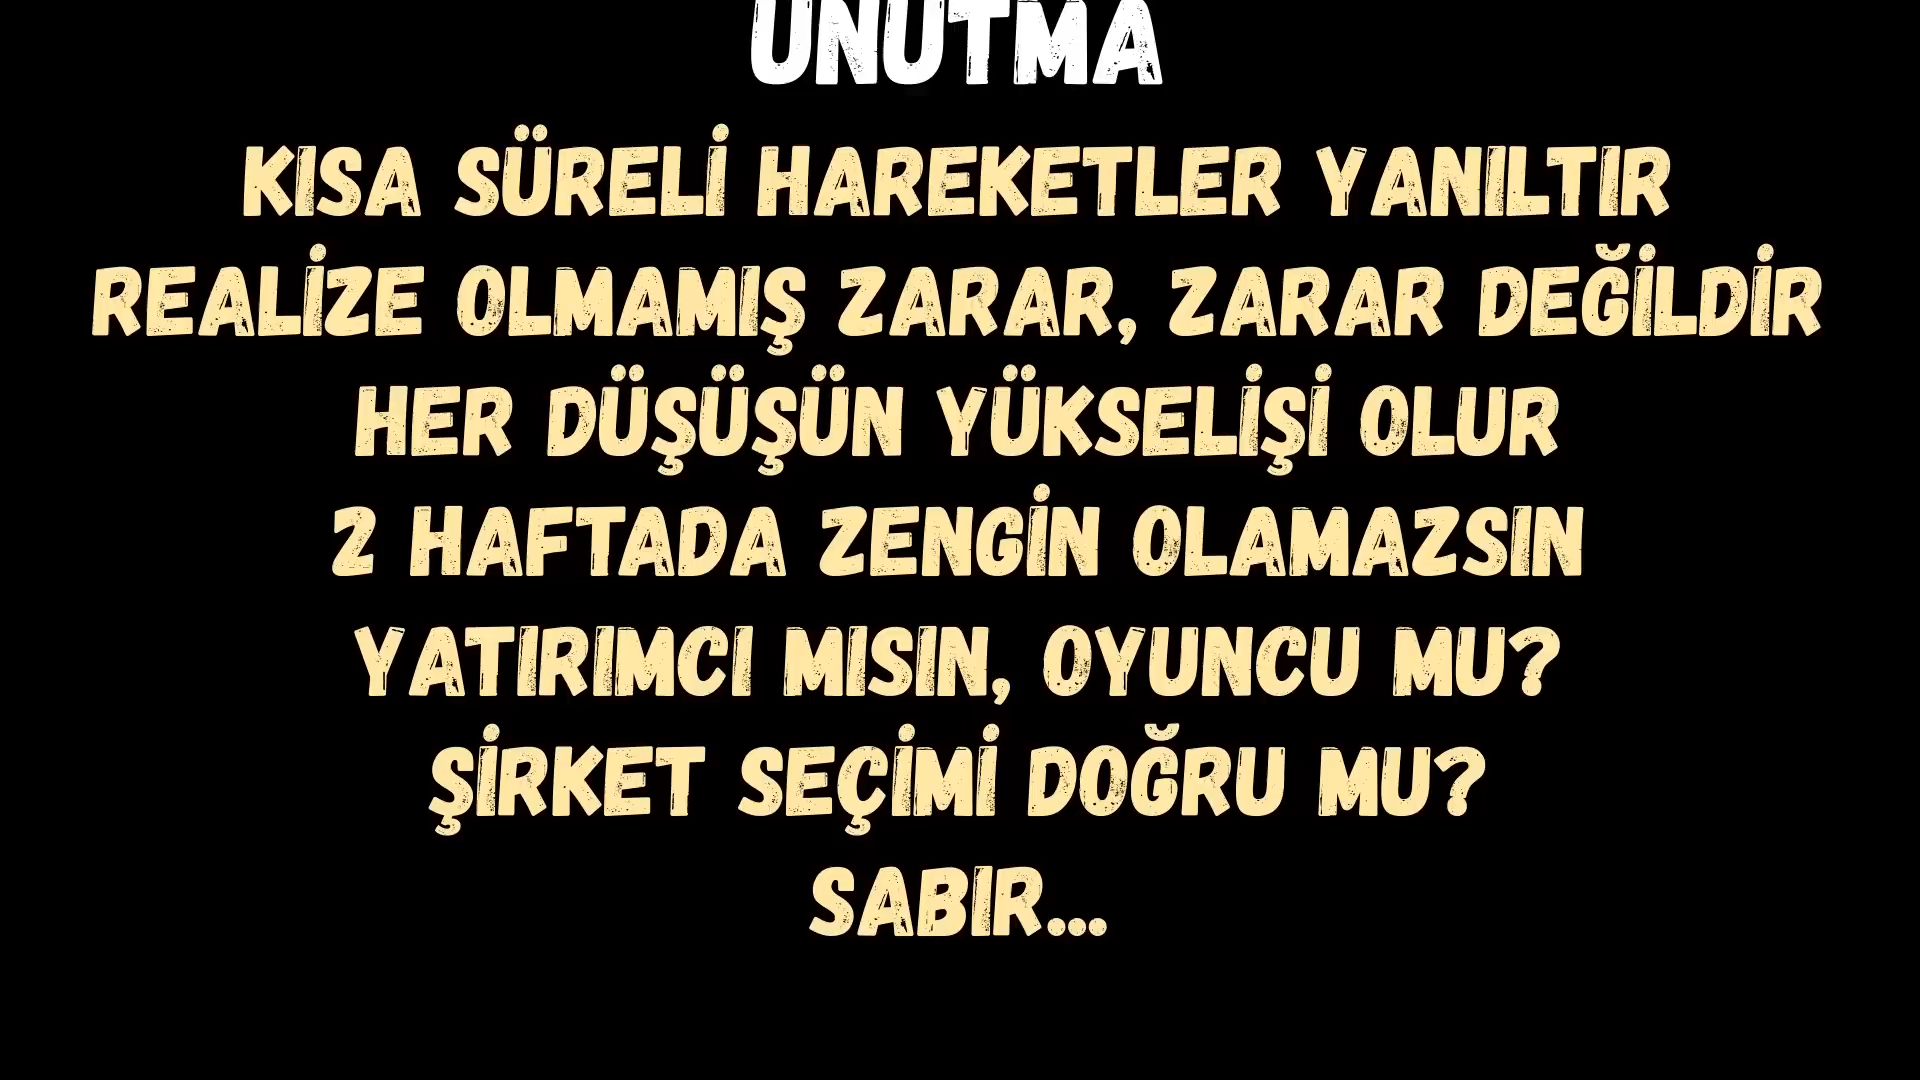 UNUTMA
KISA SÜRELİ HAREKETLER YANILTIR
REALİZE OLMAMIŞ ZARAR, ZARAR DEĞİLDİR
HER DÜŞÜŞÜN YÜKSELİŞİ OLUR
2 HAFTADA ZENGİN OLAMAZSIN
YATIRIMCI MISIN, OYUNCU MU?
ŞİRKET SEÇİMİ DOĞRU MU?
SABIR...